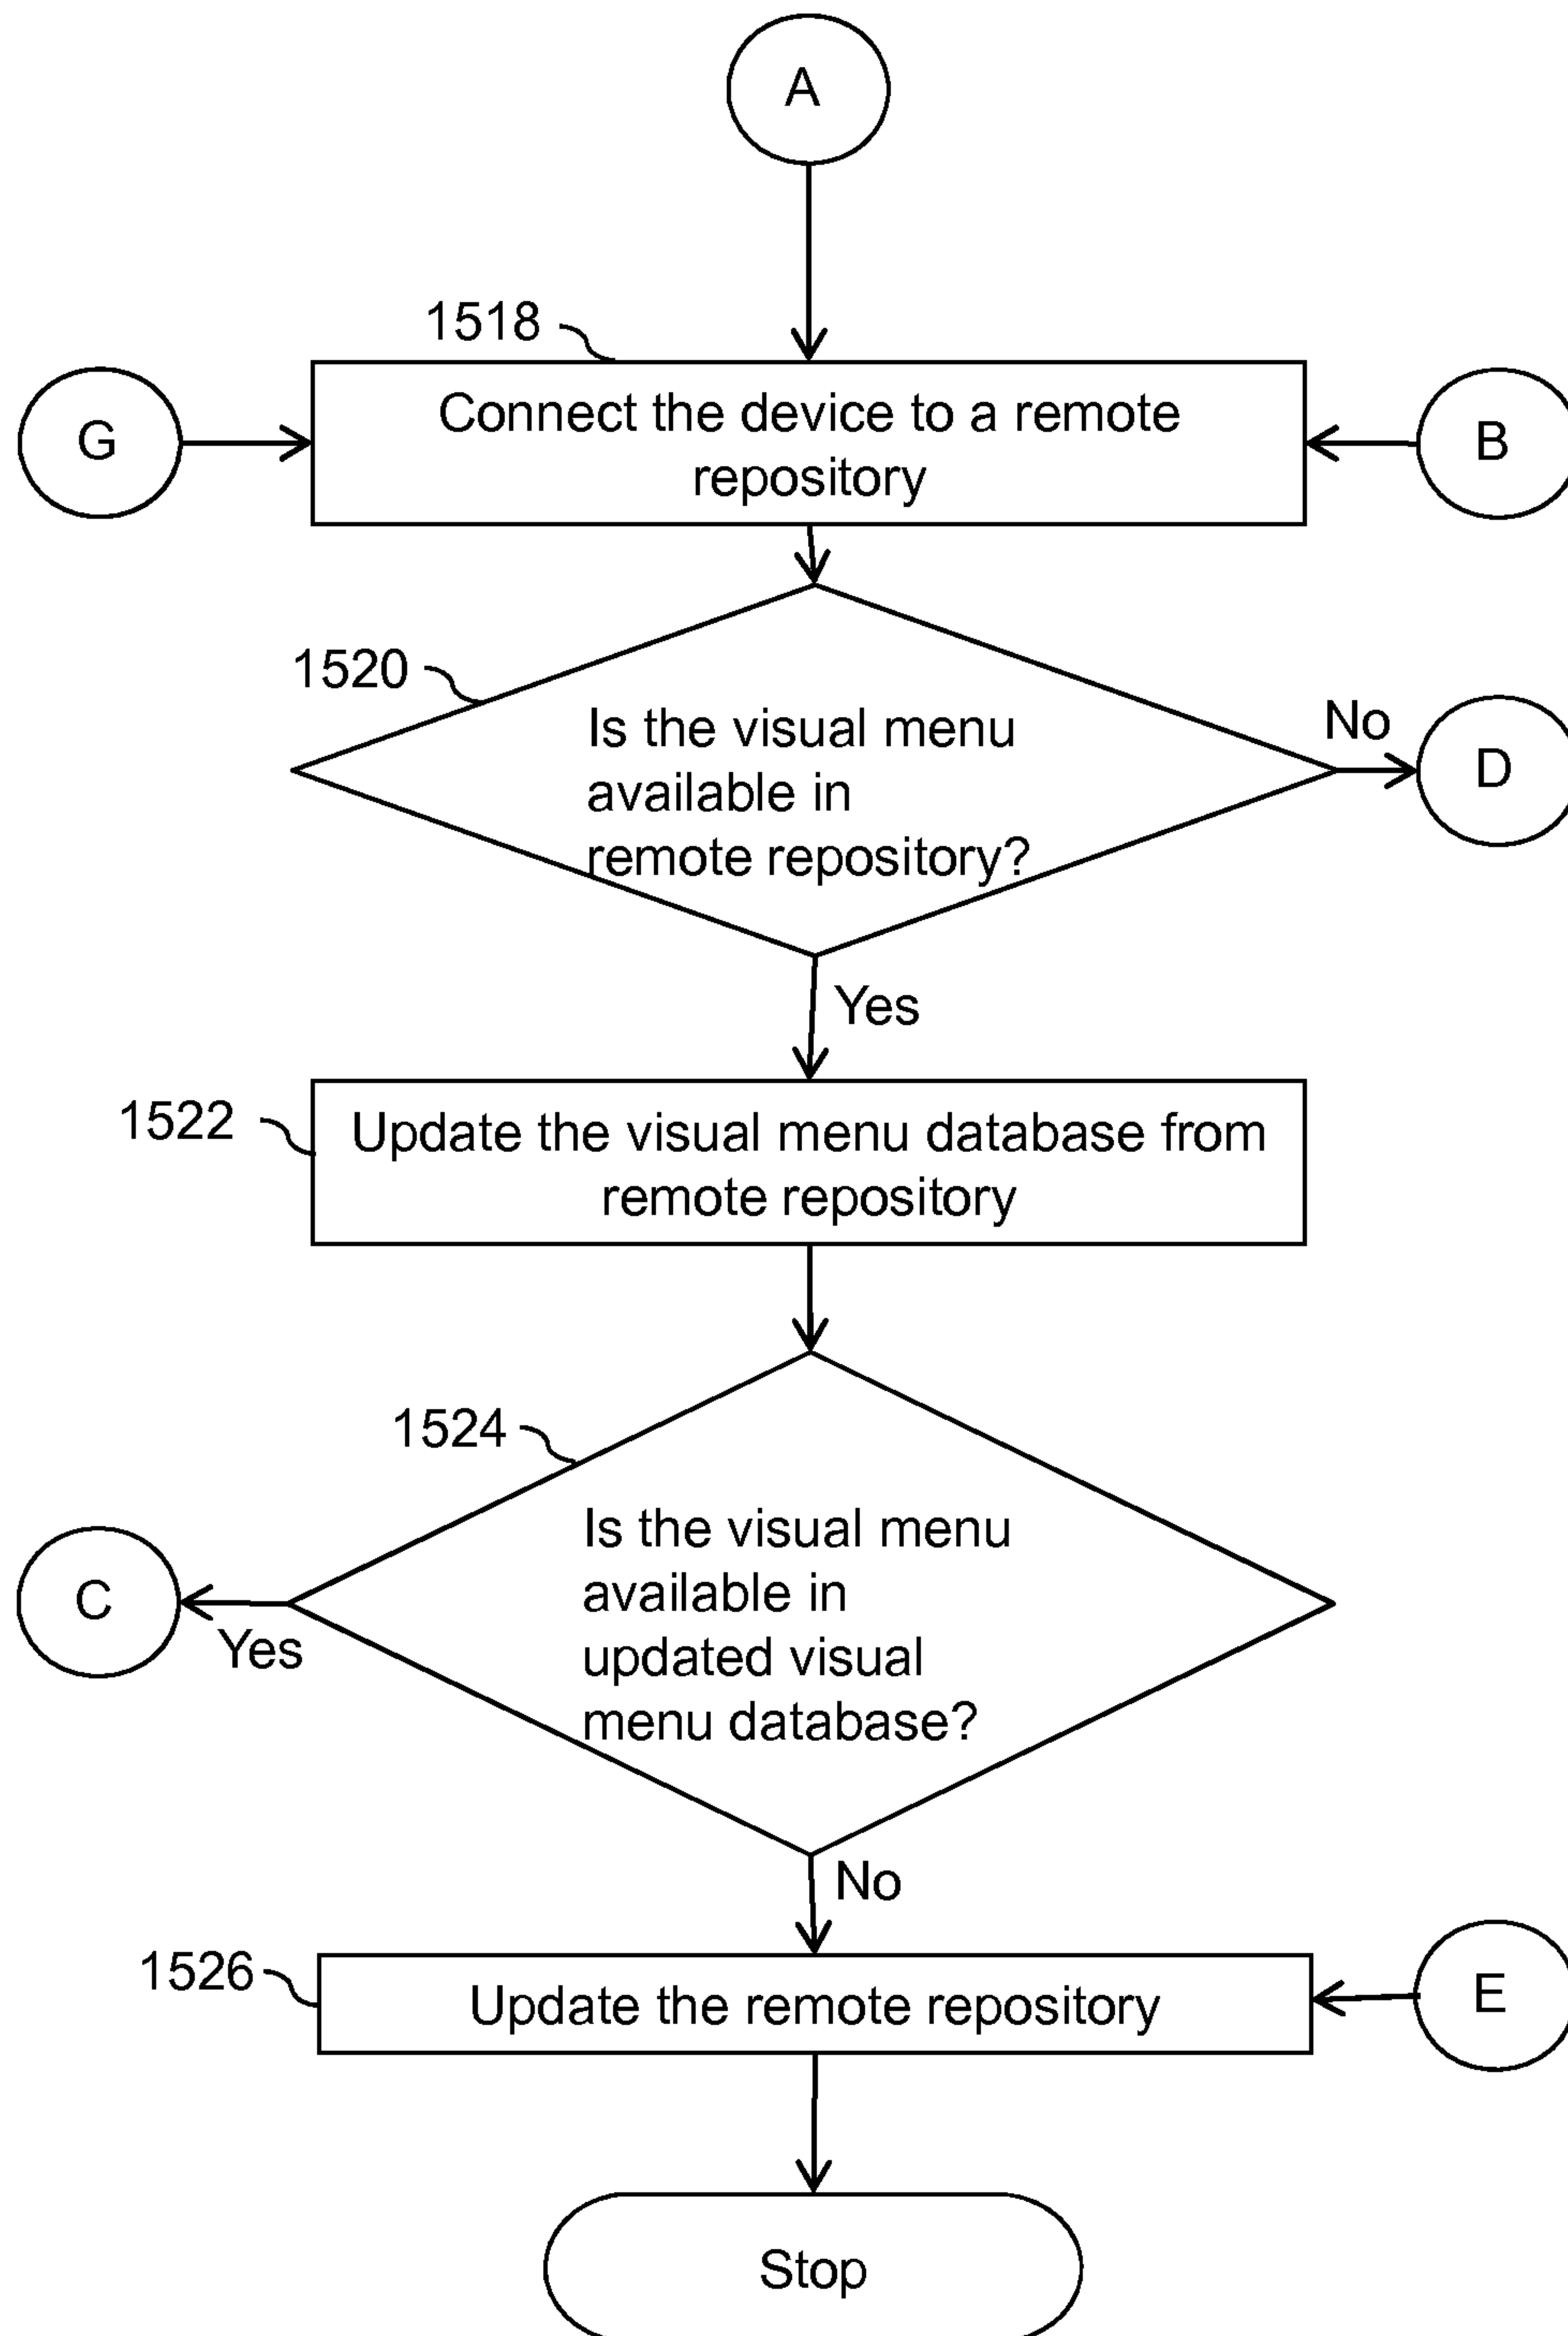 A
1518
G
Connect the device to a remote
repository
B
1520
Is the visual menu
available in
remote repository?
No
D
Yes
1522
Update the visual menu database from
remote repository
1524
Is the visual menu
available in
updated visual
menu database?
C
Yes
No
1526
Update the remote repository
E
Stop